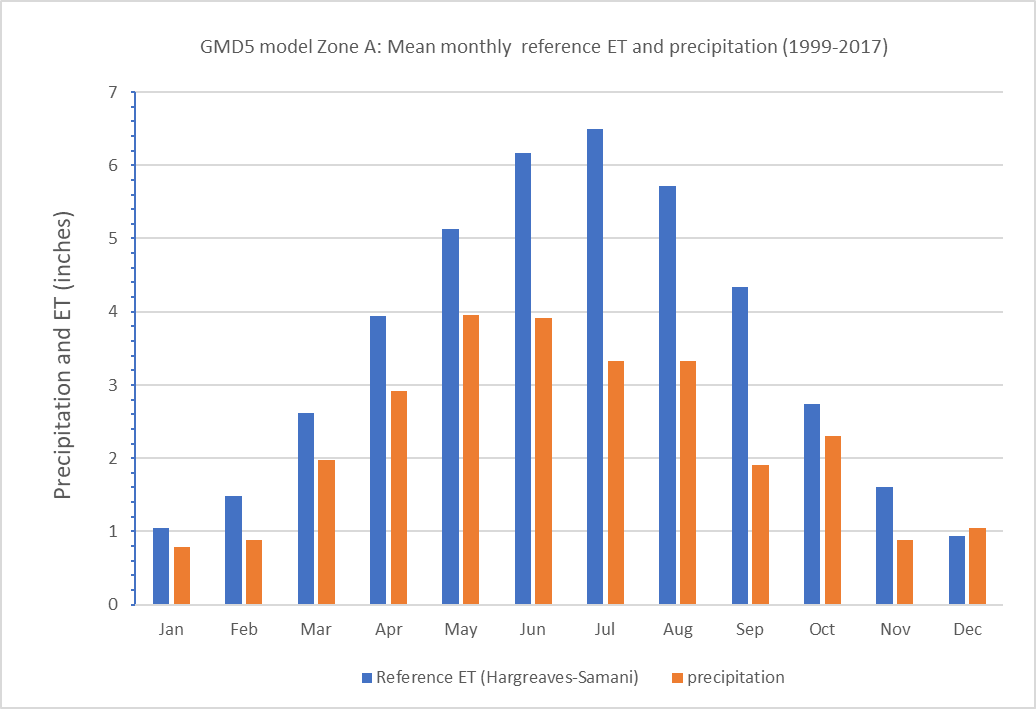 GMD5 model Zone A: Mean monthly  reference ET and precipitation (1999-2017)
Precipitation and ET (inches)
7
6
5
4
3
2
1
0
Jan Feb Mar Apr May Jun Jul Aug Sep Oct Nov Dec
Reference ET (Hargreaves-Samani) precipitation